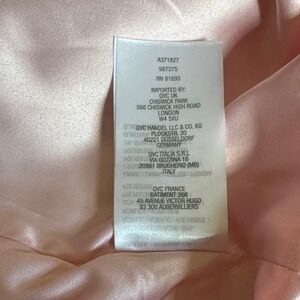 A371827
987275
RN 81893
IMPORTED BY:
QVC UK
CHISWICK PARK
566 CHISWICK HIGH ROAD
LONDON
W4 5XU
QVC HANDEL LLC & CO. KG
PLOCKSTR. 30
40221 DUSSELDORF
GERMANY
QVC ITALIA S.R.L
VIA GUZZINA 18
20861 BRUGHERIO (MB)
ITALY
QVC FRANCE
BATIMENT 266
45 AVENUE VICTOR HUGO
93 300 AUBERVILLIERS